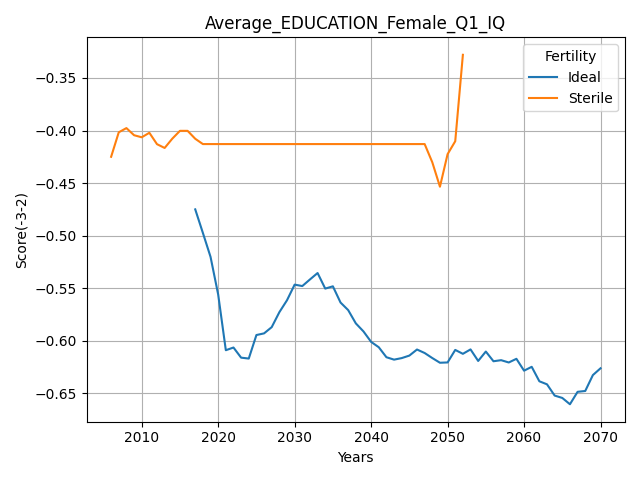 Average_EDUCATION_Female_Q1_IQ
Fertility
Ideal
Sterile
Score(-3-2)
−0.35
−0.40
−0.45
−0.50
−0.55
−0.60
−0.65
2010 2020 2030 2040 2050 2060 2070
Years